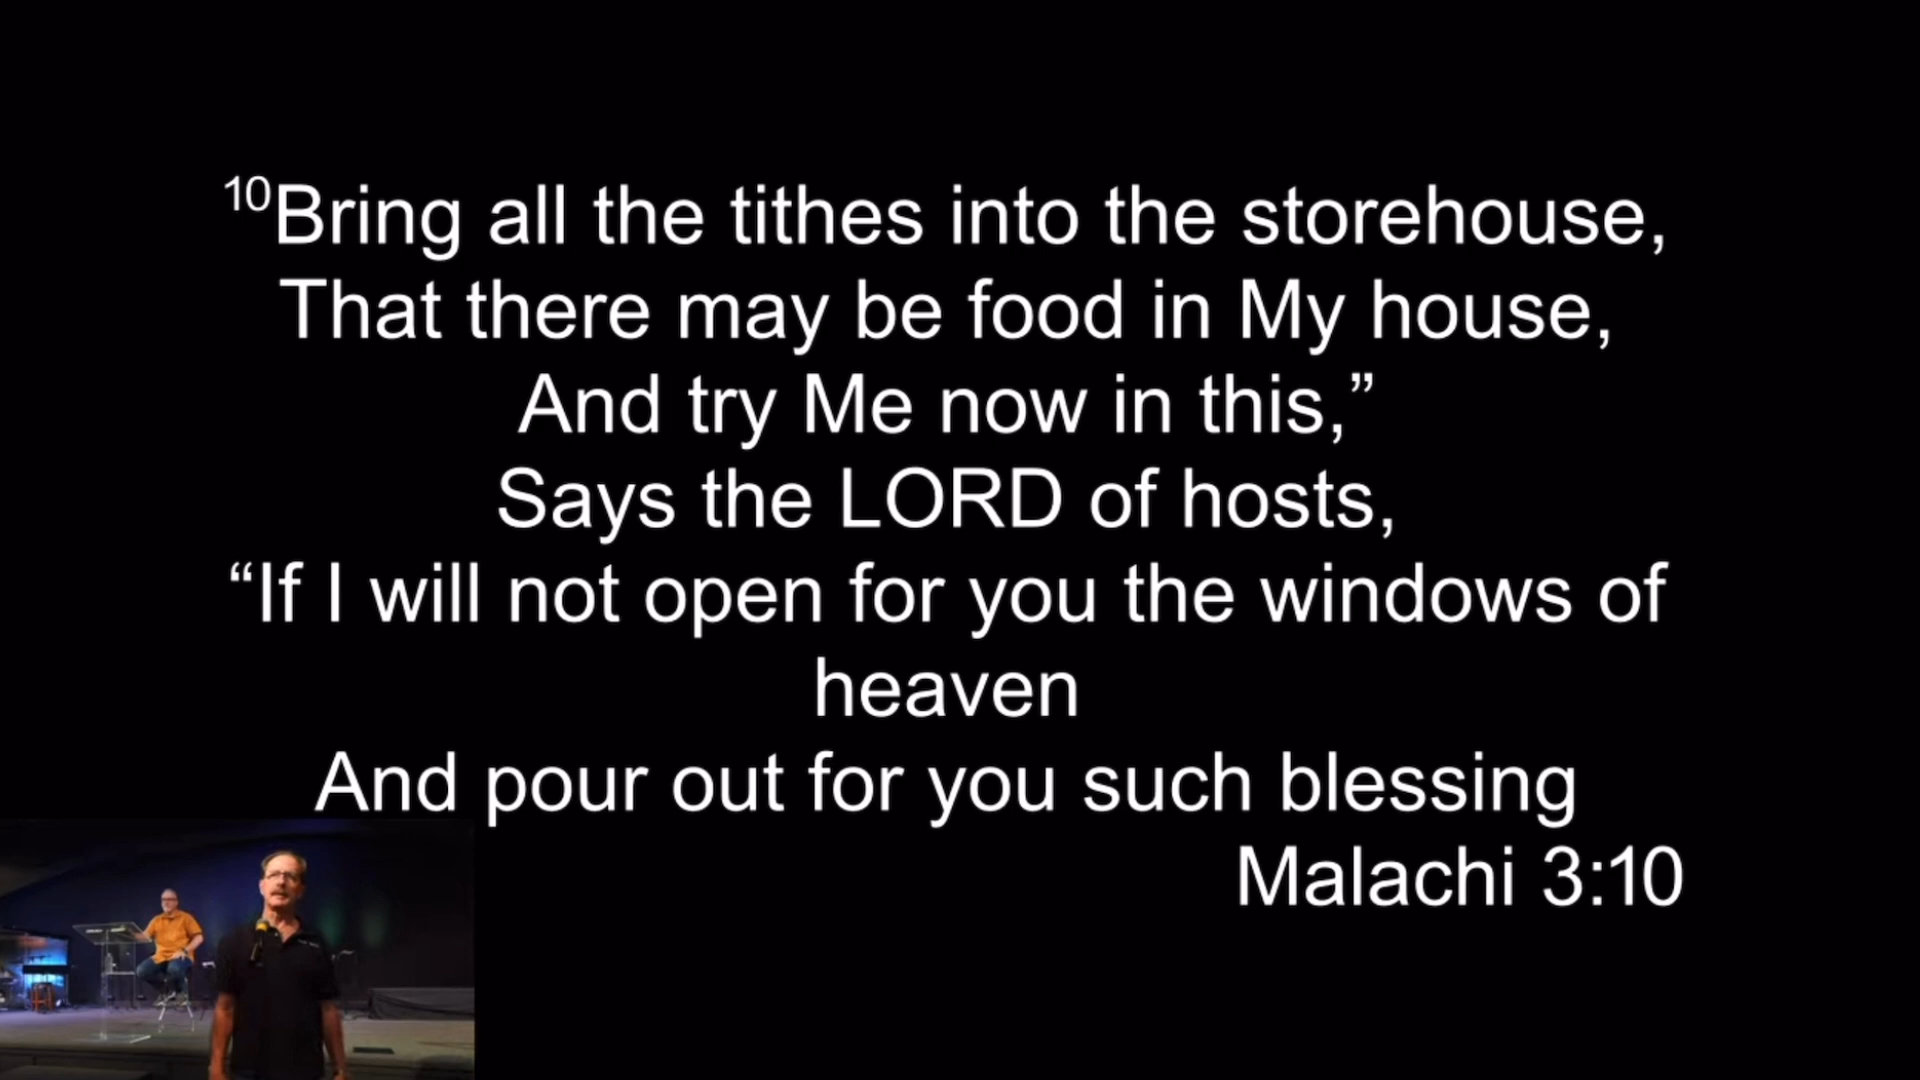 10Bring all the tithes into the storehouse,
That there may be food in My house,
And try Me now in this,”
Says the LORD of hosts,
“If I will not open for you the windows of
heaven
And pour out for you such blessing
Malachi 3:10